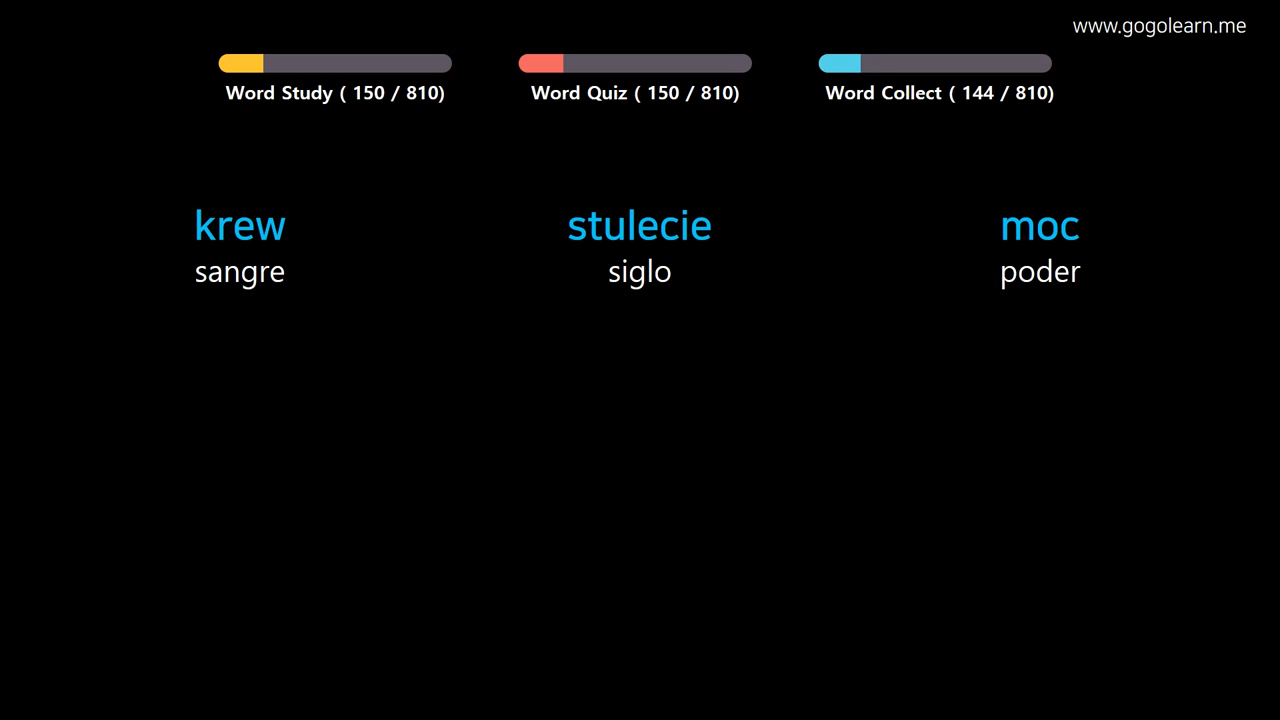 www.gogolearn.me
Word Study ( 150 / 810)
Word Quiz ( 150 / 810)
Word Collect ( 144 / 810)
krew
sangre
stulecie
siglo
moc
poder